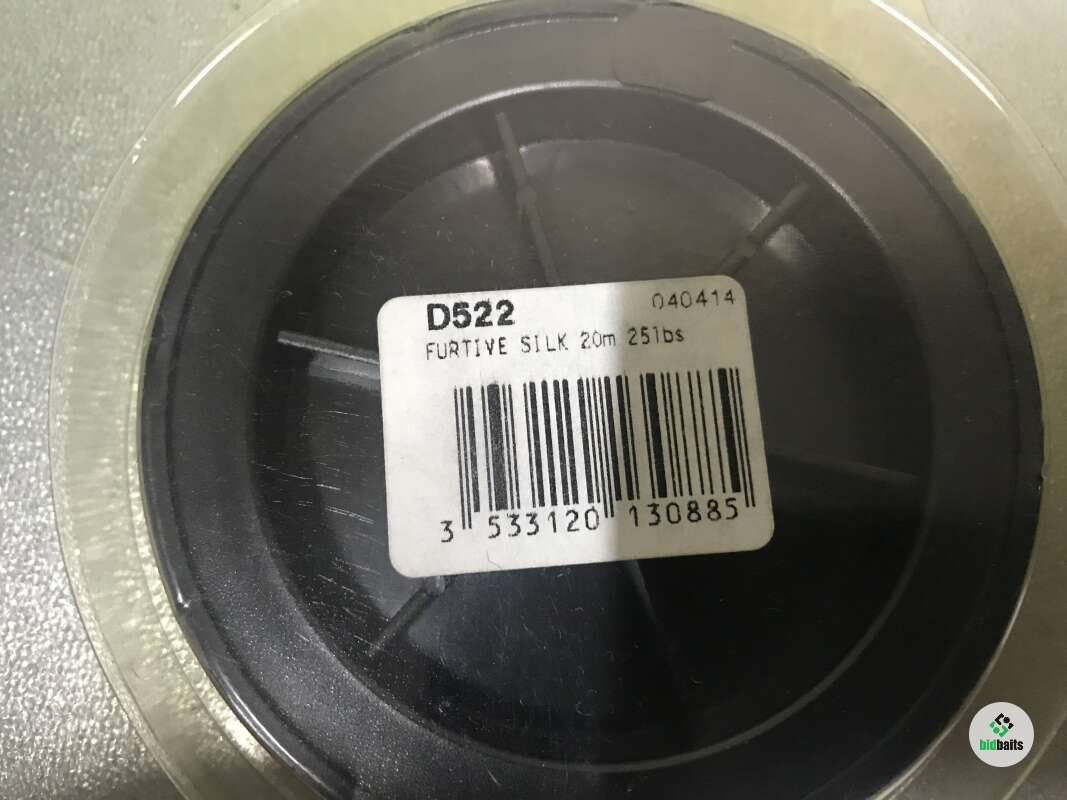 D522 040414
FURTIVE SILK 20m 25lbs
3 533120 130885
bidbaits